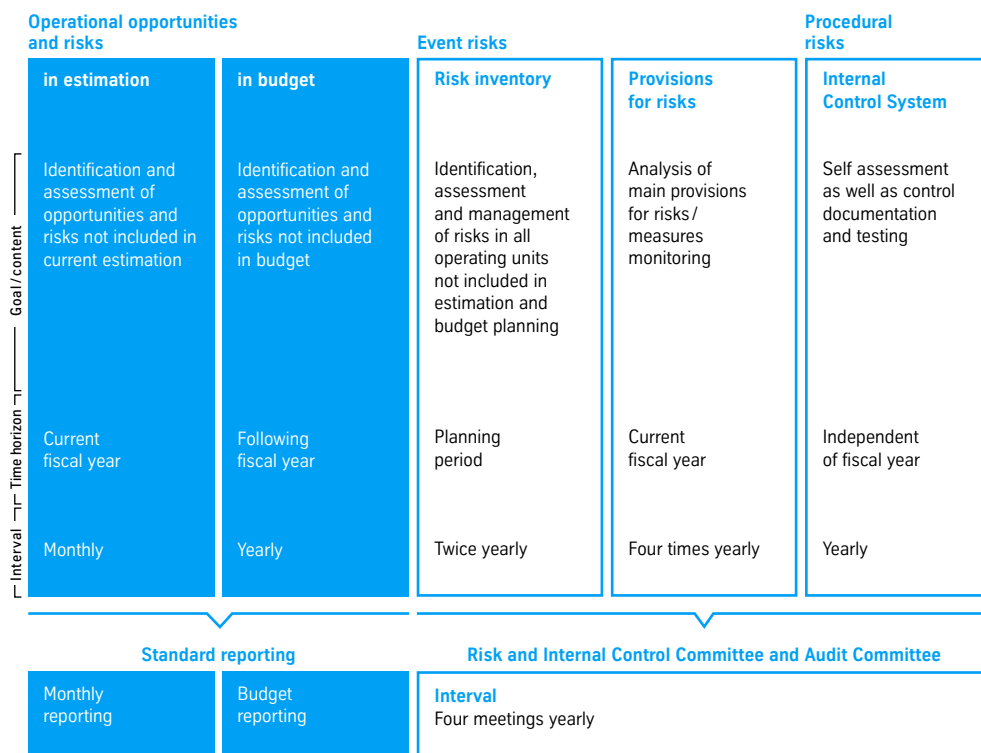 Operational opportunities
and risks
Event risks
Procedural
risks
in estimation
in budget
Risk inventory
Provisions
for risks
Internal
Control System
Goal/content
Identification and
assessment of
opportunities and
risks not included in
current estimation
Identification and
assessment of
opportunities and
risks not included
in budget
Identification,
assessment
and management
of risks in all
operating units
not included in
estimation and
budget planning
Analysis of
main provisions
for risks/
measures
monitoring
Self assessment
as well as control
documentation
and testing
Time horizon
Current
fiscal year
Following
fiscal year
Planning
period
Current
fiscal year
Independent
of fiscal year
Interval
Monthly
Yearly
Twice yearly
Four times yearly
Yearly
Standard reporting
Risk and Internal Control Committee and Audit Committee
Monthly
reporting
Budget
reporting
Interval
Four meetings yearly